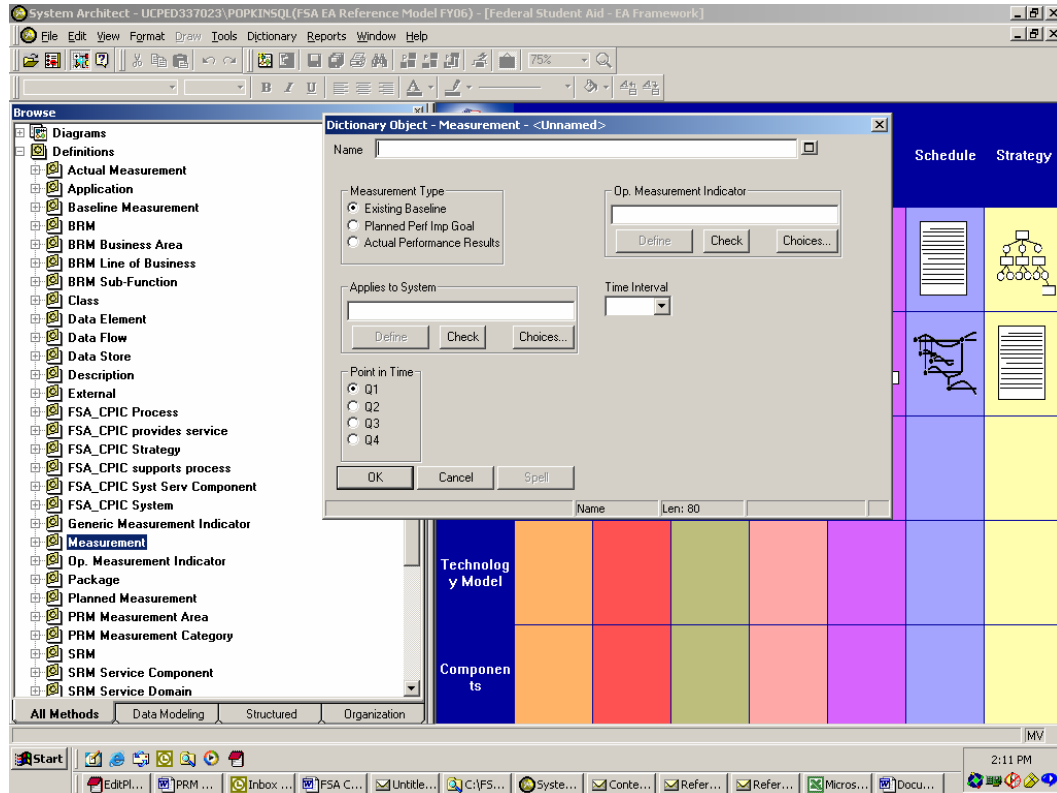 System Architect - UCPED337023\POPKINSQL(FSA EA Reference Model FY06) - [Federal Student Aid - EA Framework]
File Edit View Format Draw Tools Dictionary Reports Window Help
75%
B I U A
Browse
Diagrams
Definitions
Actual Measurement
Application
Baseline Measurement
BRM
BRM Business Area
BRM Line of Business
BRM Sub-Function
Class
Data Element
Data Flow
Data Store
Description
External
FSA_CPIC Process
FSA_CPIC provides service
FSA_CPIC Strategy
FSA_CPIC supports process
FSA_CPIC Syst Serv Component
FSA_CPIC System
Generic Measurement Indicator
Measurement
Op. Measurement Indicator
Package
Planned Measurement
PRM Measurement Area
PRM Measurement Category
SRM
SRM Service Component
SRM Service Domain
All Methods Data Modeling Structured Organization
Dictionary Object - Measurement - <Unnamed>
Name
Measurement Type
Existing Baseline
Planned Perf Imp Goal
Actual Performance Results
Op. Measurement Indicator
Define Check Choices...
Applies to System
Define Check Choices...
Time Interval
Point in Time
Q1
Q2
Q3
Q4
OK Cancel Spell
Name Len: 80
Schedule Strategy
Technolog
y Model
Componen
ts
MV
Start
2:11 PM
EditPl... PRM ... Inbox ... FSA C... Untitle... C:\FS... Syste... Conte... Refer... Refer... Micros... Docu...